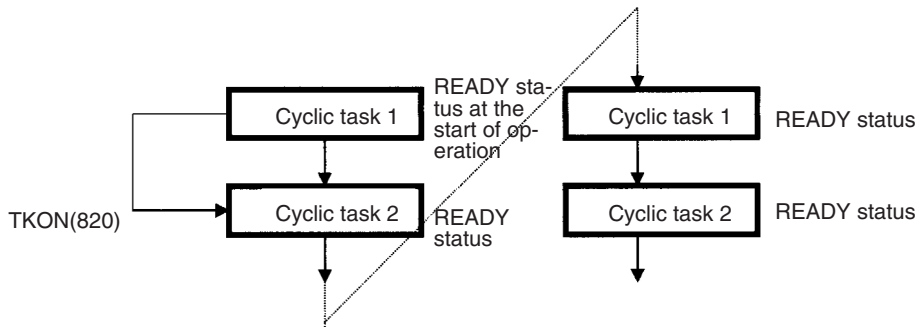 READY sta-
tus at the
start of op-
eration
Cyclic task 1
Cyclic task 1
READY status
TKON(820)
Cyclic task 2
READY
status
Cyclic task 2
READY status